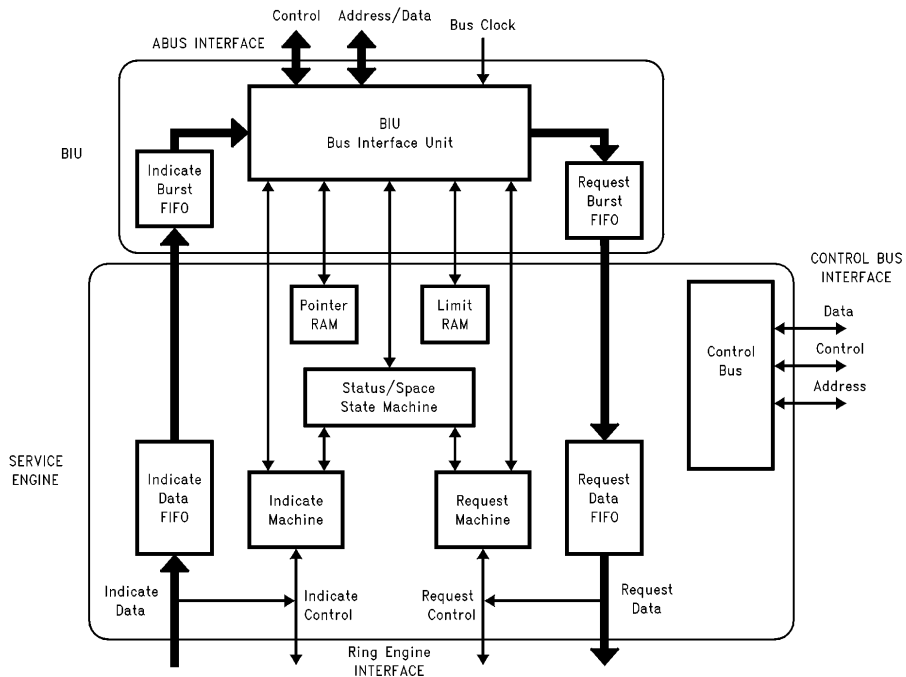 Control
Address/Data
Bus Clock
ABUS INTERFACE
BIU
BIU
Bus Interface Unit
Indicate
Burst
FIFO
Request
Burst
FIFO
CONTROL BUS
INTERFACE
Pointer
RAM
Limit
RAM
Data
Control
Bus
Control
Address
Status/Space
State Machine
SERVICE
ENGINE
Indicate
Data
FIFO
Indicate
Machine
Request
Machine
Request
Data
FIFO
Indicate
Data
Indicate
Control
Request
Control
Request
Data
Ring Engine
INTERFACE